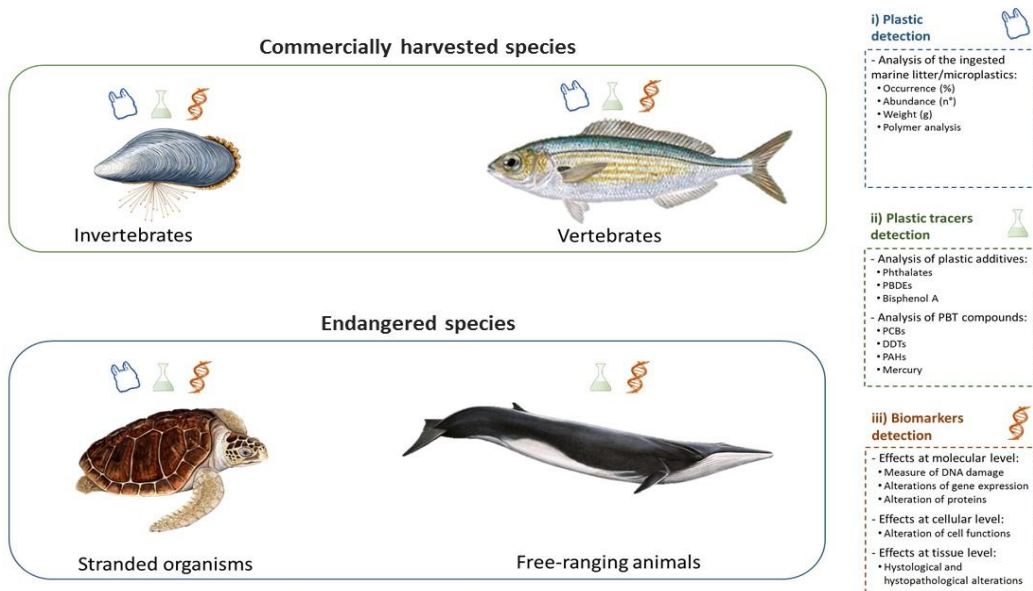 Commercially harvested species
Invertebrates
Vertebrates
Endangered species
Stranded organisms
Free-ranging animals
i) Plastic
detection
- Analysis of the ingested
marine litter/microplastics:
• Occurrence (%)
• Abundance (n°)
• Weight (g)
• Polymer analysis
ii) Plastic tracers
detection
- Analysis of plastic additives:
• Phthalates
• PBDEs
• Bisphenol A
- Analysis of PBT compounds:
• PCBs
• DDTs
• PAHs
• Mercury
iii) Biomarkers
detection
- Effects at molecular level:
• Measure of DNA damage
• Alterations of gene expression
• Alteration of proteins
- Effects at cellular level:
• Alteration of cell functions
- Effects at tissue level:
• Hystological and
hystopathological alterations